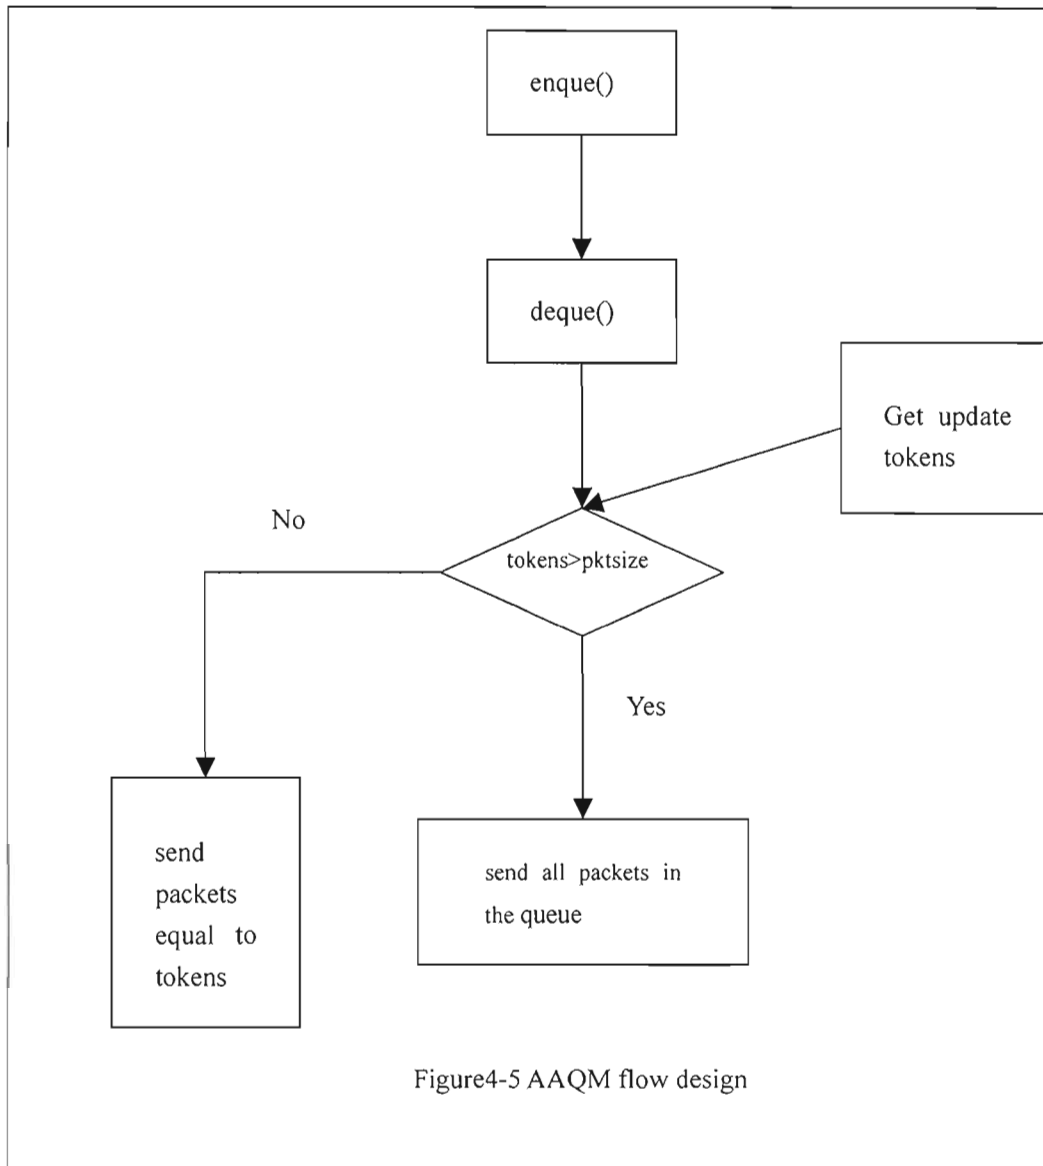 enque()
deque()
Get update
tokens
No
tokens>pktsize
Yes
send
packets
equal to
tokens
send all packets in
the queue
Figure4-5 AAQM flow design